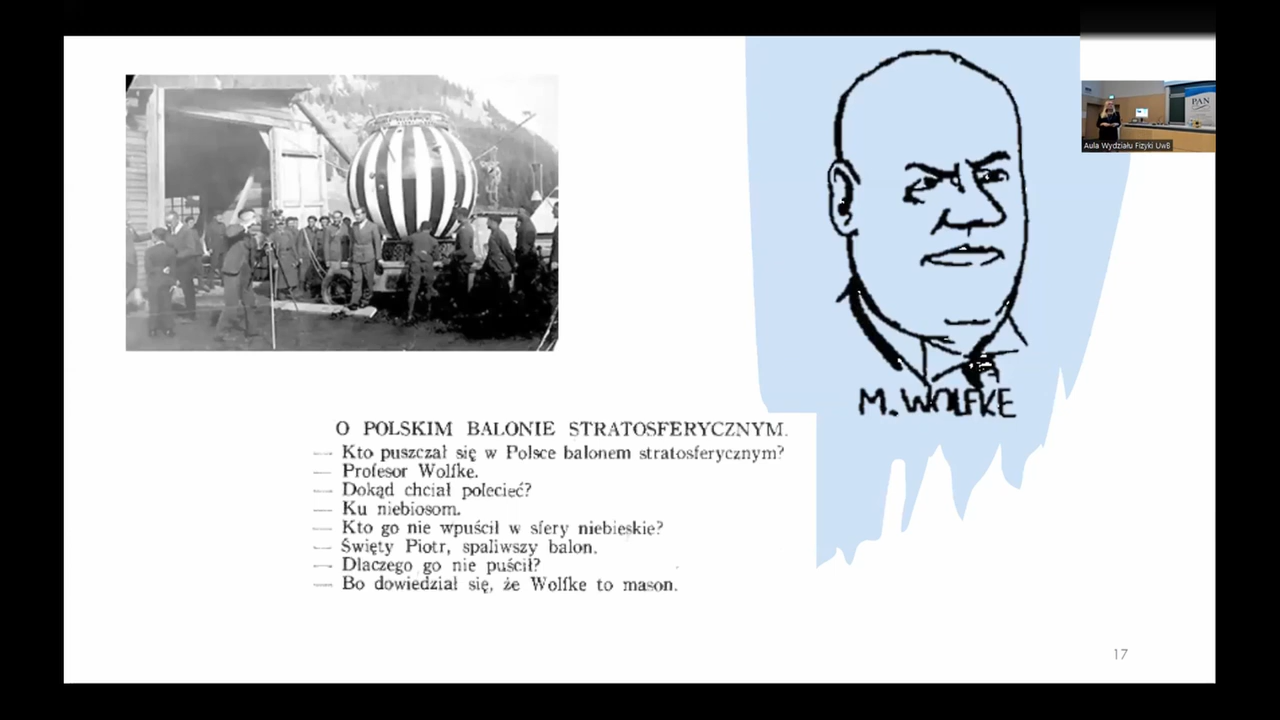 PAN
Aula Wydziału Fizyki UwB
M. WOLFKE
O POLSKIM BALONIE STRATOSFERYCZNYM.
— Kto puszczał się w Polsce balonem stratosferycznym?
— Profesor Wolfke.
— Dokąd chciał polecieć?
— Ku niebiosom.
— Kto go nie wpuścił w sfery niebieskie?
— Święty Piotr, spaliwszy balon.
— Dlaczego go nie puścił?
— Bo dowiedział się, że Wolfke to mason.
17